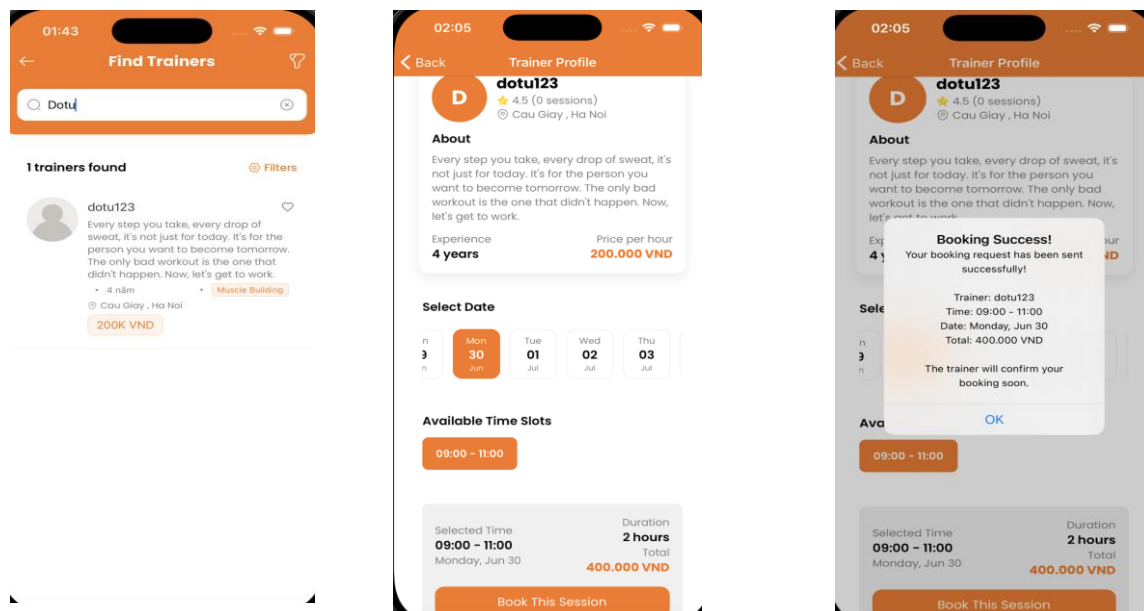 01:43
Find Trainers
Dotu
1 trainers found
Filters
dotu123
Every step you take, every drop of
sweat, it's not just for today. It's for the
person you want to become tomorrow.
The only bad workout is the one that
didn't happen. Now, let's get to work.
• 4 năm • Muscle Building
Cau Giay , Ha Noi
200K VND
02:05
Back Trainer Profile
D
dotu123
4.5 (0 sessions)
Cau Giay , Ha Noi
About
Every step you take, every drop of sweat, it's
not just for today. It's for the person you
want to become tomorrow. The only bad
workout is the one that didn't happen. Now,
let's get to work.
Experience Price per hour
4 years 200.000 VND
Select Date
n Mon Tue Wed Thu
9 30 01 02 03
n Jun Jul Jul Jul
Available Time Slots
09:00 - 11:00
Selected Time Duration
09:00 - 11:00 2 hours
Monday, Jun 30 Total
400.000 VND
Book This Session
02:05
Back Trainer Profile
D
dotu123
4.5 (0 sessions)
Cau Giay , Ha Noi
About
Every step you take, every drop of sweat, it's
not just for today. It's for the person you
want to become tomorrow. The only bad
workout is the one that didn't happen. Now,
let's get to work.
Exp our
4 y ND
Booking Success!
Your booking request has been sent
successfully!
Trainer: dotu123
Time: 09:00 - 11:00
Date: Monday, Jun 30
Total: 400.000 VND
The trainer will confirm your
booking soon.
OK
Sele
n
9
n
Ava
09:00 - 11:00
Selected Time Duration
09:00 - 11:00 2 hours
Monday, Jun 30 Total
400.000 VND
Book This Session